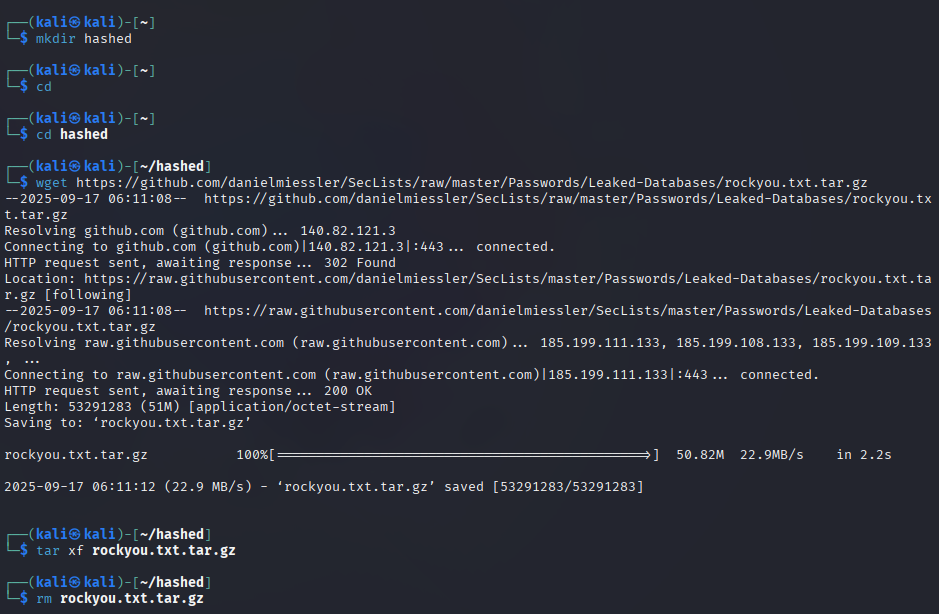 ┌──(kali㉿kali)-[~]
└─$ mkdir hashed
┌──(kali㉿kali)-[~]
└─$ cd
┌──(kali㉿kali)-[~]
└─$ cd hashed
┌──(kali㉿kali)-[~/hashed]
└─$ wget https://github.com/danielmiessler/SecLists/raw/master/Passwords/Leaked-Databases/rockyou.txt.tar.gz
--2025-09-17 06:11:08--  https://github.com/danielmiessler/SecLists/raw/master/Passwords/Leaked-Databases/rockyou.tx
t.tar.gz
Resolving github.com (github.com)... 140.82.121.3
Connecting to github.com (github.com)|140.82.121.3|:443... connected.
HTTP request sent, awaiting response... 302 Found
Location: https://raw.githubusercontent.com/danielmiessler/SecLists/master/Passwords/Leaked-Databases/rockyou.txt.ta
r.gz [following]
--2025-09-17 06:11:08--  https://raw.githubusercontent.com/danielmiessler/SecLists/master/Passwords/Leaked-Databases
/rockyou.txt.tar.gz
Resolving raw.githubusercontent.com (raw.githubusercontent.com)... 185.199.111.133, 185.199.108.133, 185.199.109.133
, ...
Connecting to raw.githubusercontent.com (raw.githubusercontent.com)|185.199.111.133|:443... connected.
HTTP request sent, awaiting response... 200 OK
Length: 53291283 (51M) [application/octet-stream]
Saving to: ‘rockyou.txt.tar.gz’
rockyou.txt.tar.gz 100%[===================================================>] 50.82M 22.9MB/s in 2.2s
2025-09-17 06:11:12 (22.9 MB/s) - ‘rockyou.txt.tar.gz’ saved [53291283/53291283]
┌──(kali㉿kali)-[~/hashed]
└─$ tar xf rockyou.txt.tar.gz
┌──(kali㉿kali)-[~/hashed]
└─$ rm rockyou.txt.tar.gz